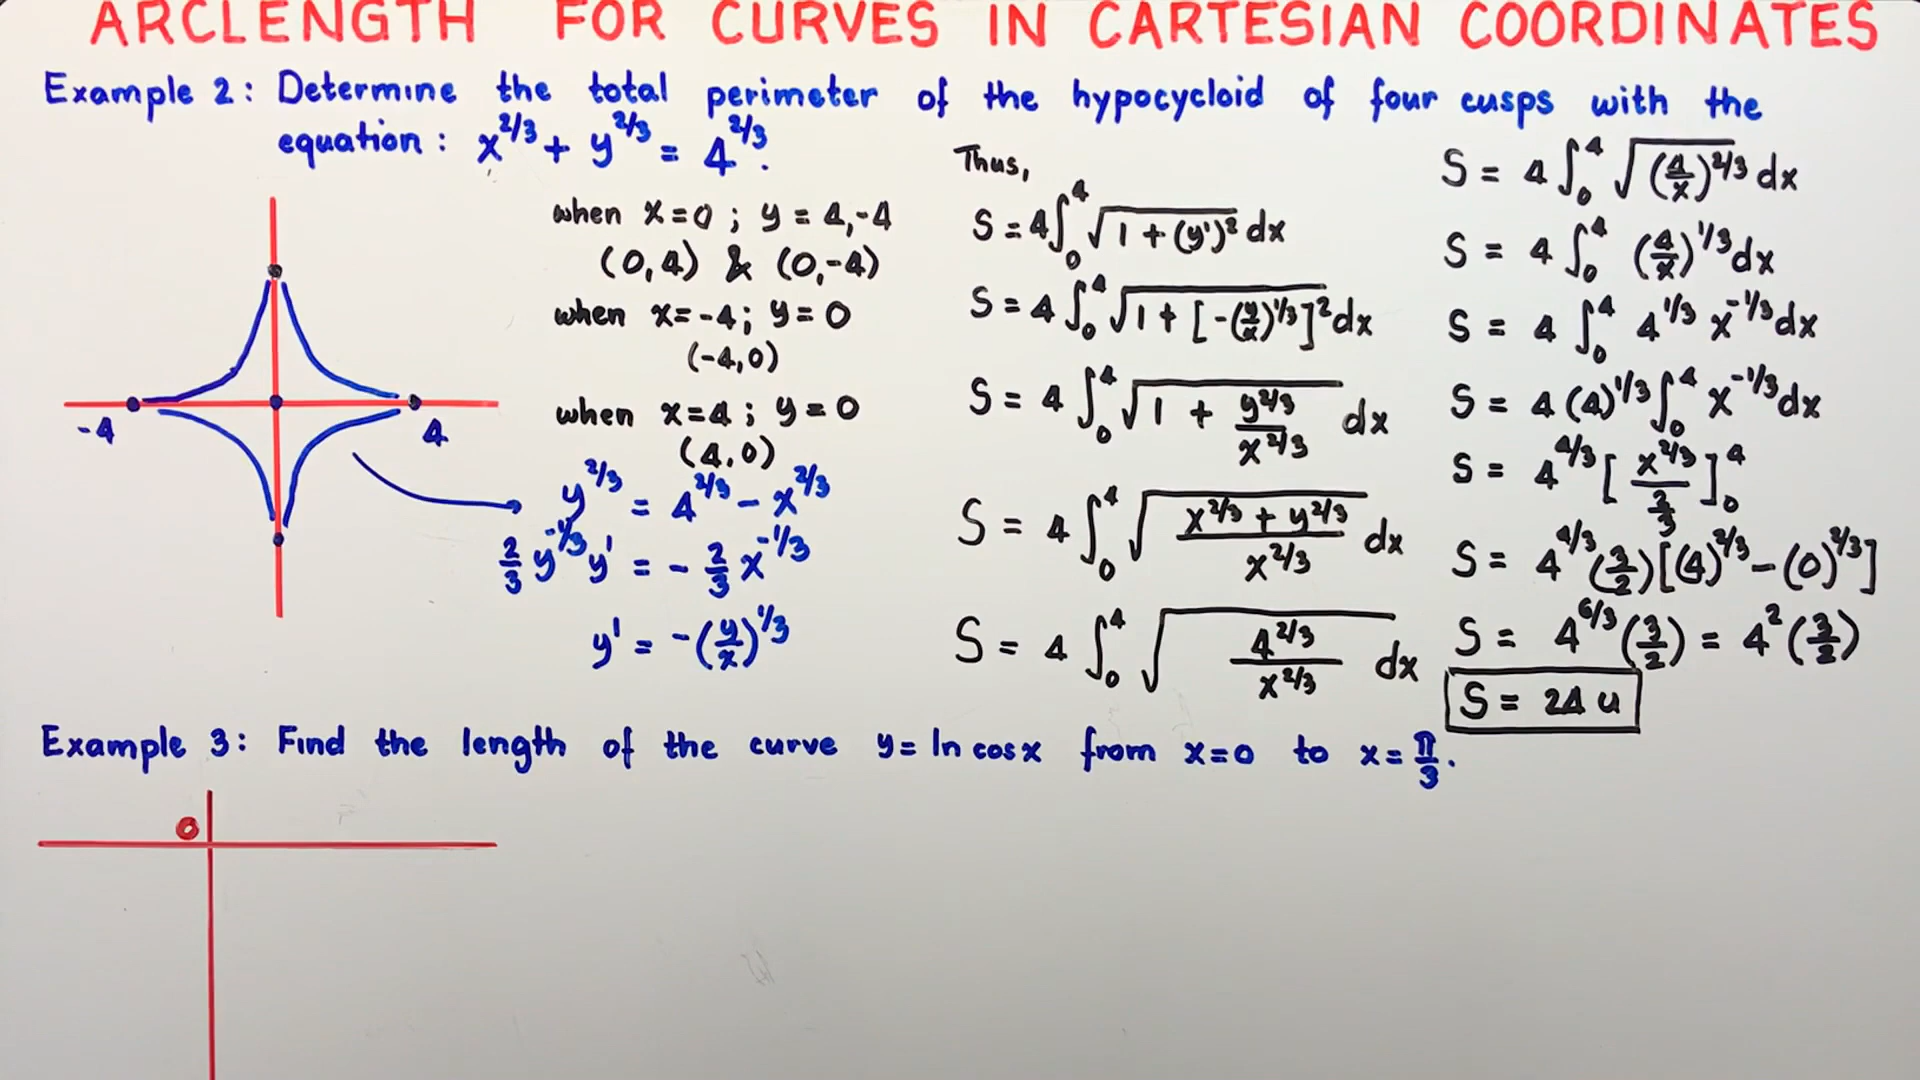 ARCLENGTH FOR CURVES IN CARTESIAN COORDINATES
Example 2: Determine the total perimeter of the hypocycloid of four cusps with the
equation: x^2/3 + y^2/3 = 4^2/3.
-4
4
when x=0; y=4,-4
(0,4) & (0,-4)
when x=-4; y=0
(-4,0)
when x=4; y=0
(4,0)
y^2/3 = 4^2/3 - x^2/3
2/3 y^-1/3 y' = -2/3 x^-1/3
y' = -(y/x)^1/3
Thus,
S = 4∫₀⁴ √(1+(y')²) dx
S = 4∫₀⁴ √(1+[-(y/x)^1/3]²) dx
S = 4∫₀⁴ √(1 + y^2/3 / x^2/3) dx
S = 4∫₀⁴ √((x^2/3 + y^2/3) / x^2/3) dx
S = 4∫₀⁴ √(4^2/3 / x^2/3) dx
S = 4∫₀⁴ √((4/x)^2/3) dx
S = 4∫₀⁴ (4/x)^1/3 dx
S = 4∫₀⁴ 4^1/3 x^-1/3 dx
S = 4(4)^1/3 ∫₀⁴ x^-1/3 dx
S = 4^4/3 [x^2/3 / (2/3)]₀⁴
S = 4^4/3 (3/2)[(4)^2/3 - (0)^2/3]
S = 4^6/3 (3/2) = 4² (3/2)
S = 24 u
Example 3: Find the length of the curve y = ln cos x from x=0 to x=π/3.
0